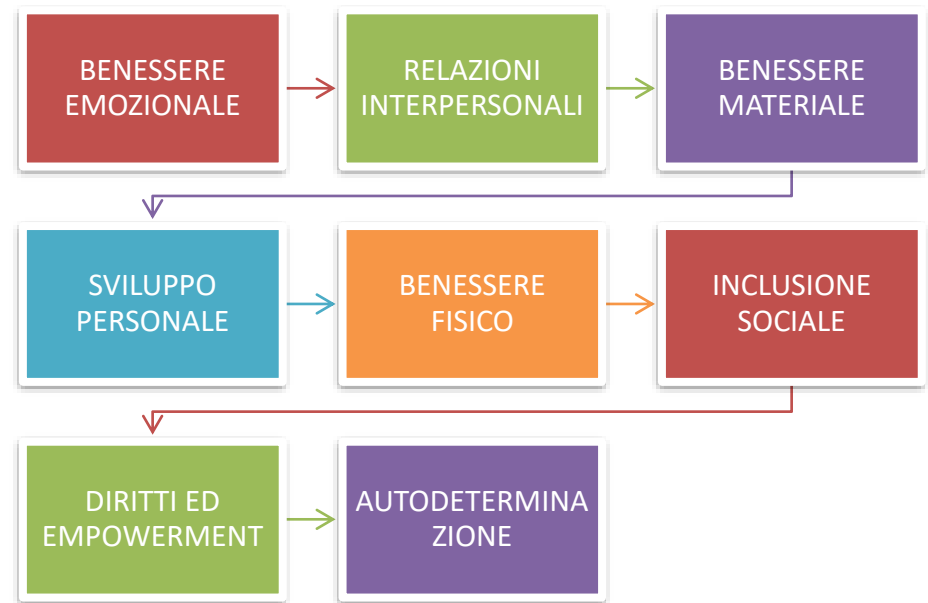 BENESSERE
EMOZIONALE
RELAZIONI
INTERPERSONALI
BENESSERE
MATERIALE
SVILUPPO
PERSONALE
BENESSERE
FISICO
INCLUSIONE
SOCIALE
DIRITTI ED
EMPOWERMENT
AUTODETERMINA
ZIONE